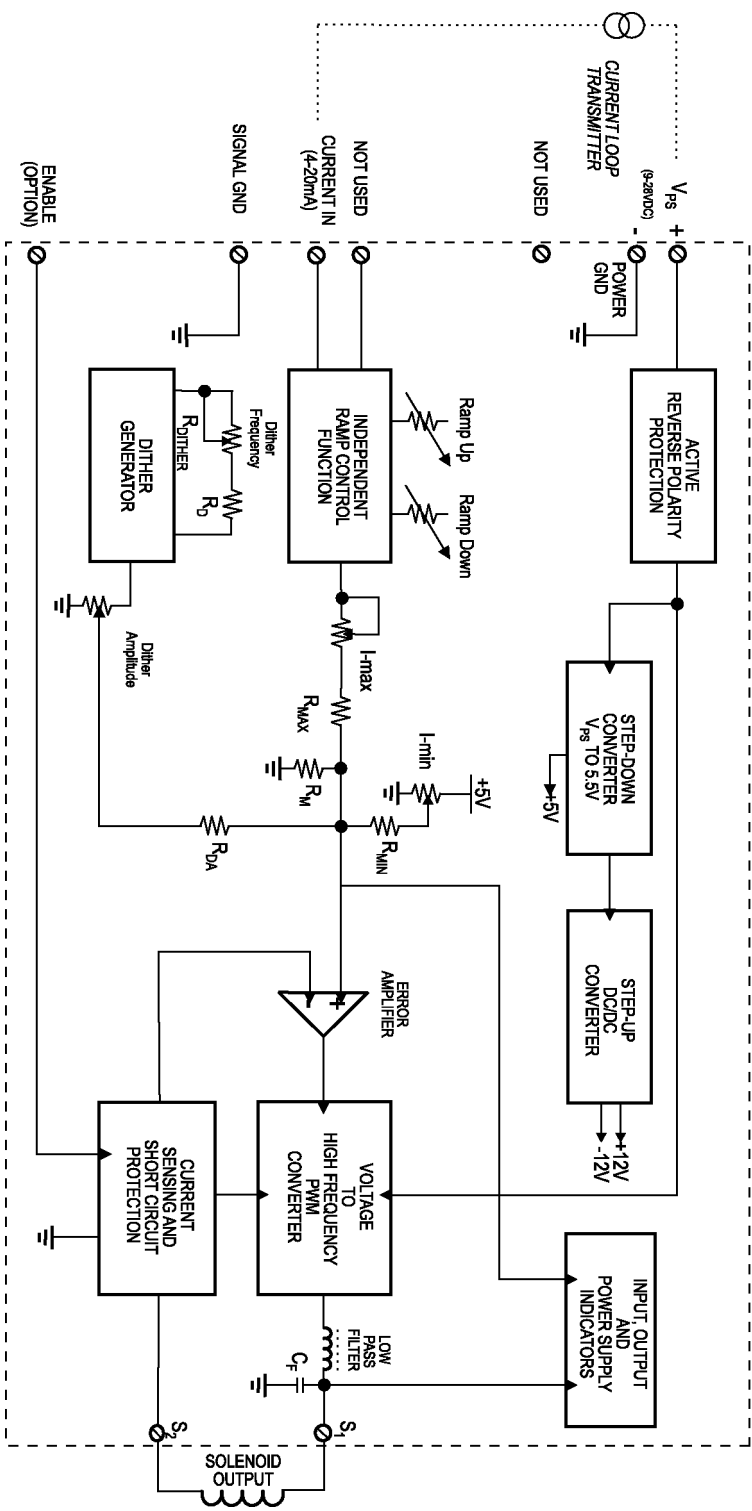 CURRENT LOOP
TRANSMITTER
V_PS +
(9-28VDC) -
POWER
GND
NOT USED
NOT USED
CURRENT IN
(4-20mA)
SIGNAL GND
ENABLE
(OPTION)
ACTIVE
REVERSE POLARITY
PROTECTION
STEP-DOWN
CONVERTER
V_PS TO 5.5V
+5V
STEP-UP
DC/DC
CONVERTER
+12V
-12V
INPUT, OUTPUT
AND
POWER SUPPLY
INDICATORS
Ramp Up
Ramp Down
INDEPENDENT
RAMP CONTROL
FUNCTION
I-max
R_MAX
R_M
I-min
+5V
R_MIN
R_DA
ERROR
AMPLIFIER
+
-
VOLTAGE
TO
HIGH FREQUENCY
PWM
CONVERTER
LOW
PASS
FILTER
C_F
S_1
SOLENOID
OUTPUT
S_2
Dither
Frequency
R_DITHER
R_D
DITHER
GENERATOR
Dither
Amplitude
CURRENT
SENSING AND
SHORT CIRCUIT
PROTECTION